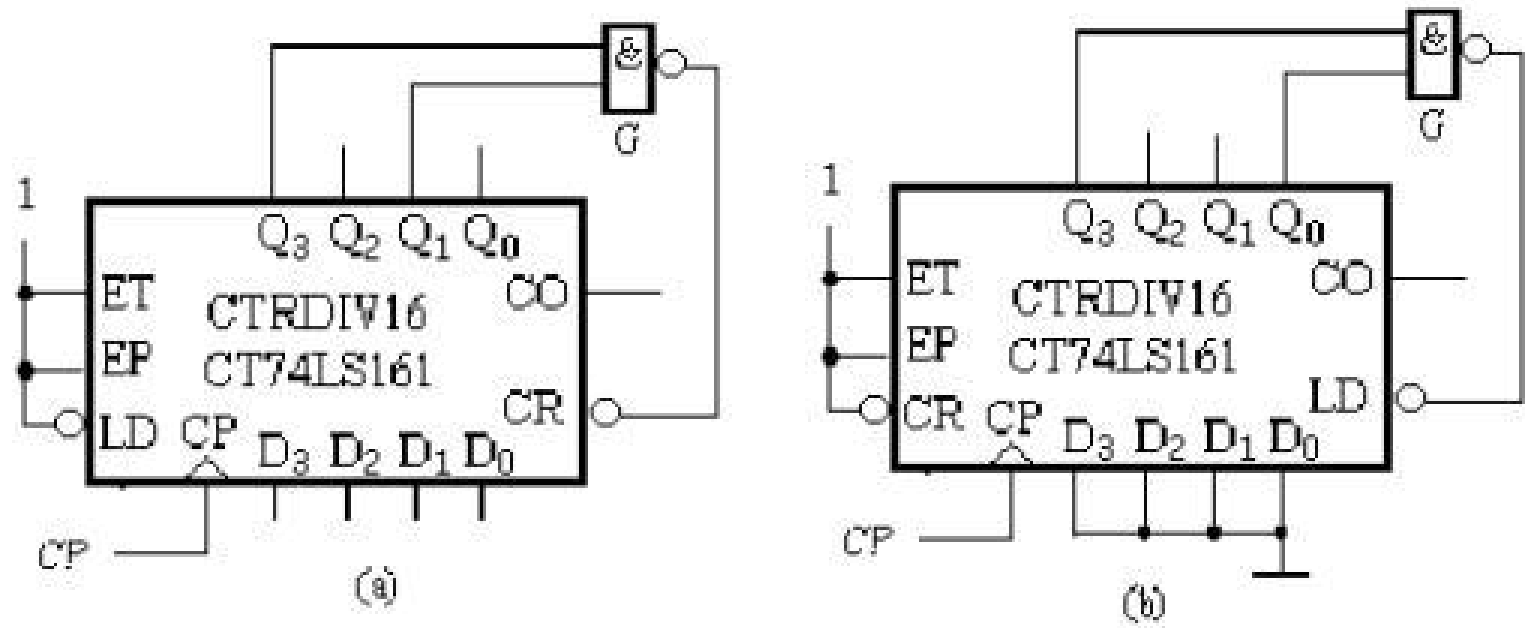 &
G
1
Q3 Q2 Q1 Q0
ET CTRDIV16 CO
EP CT74LS161
LD CP CR
D3 D2 D1 D0
CP
(a)
&
G
1
Q3 Q2 Q1 Q0
ET CTRDIV16 CO
EP CT74LS161
CR CP LD
D3 D2 D1 D0
CP
(b)